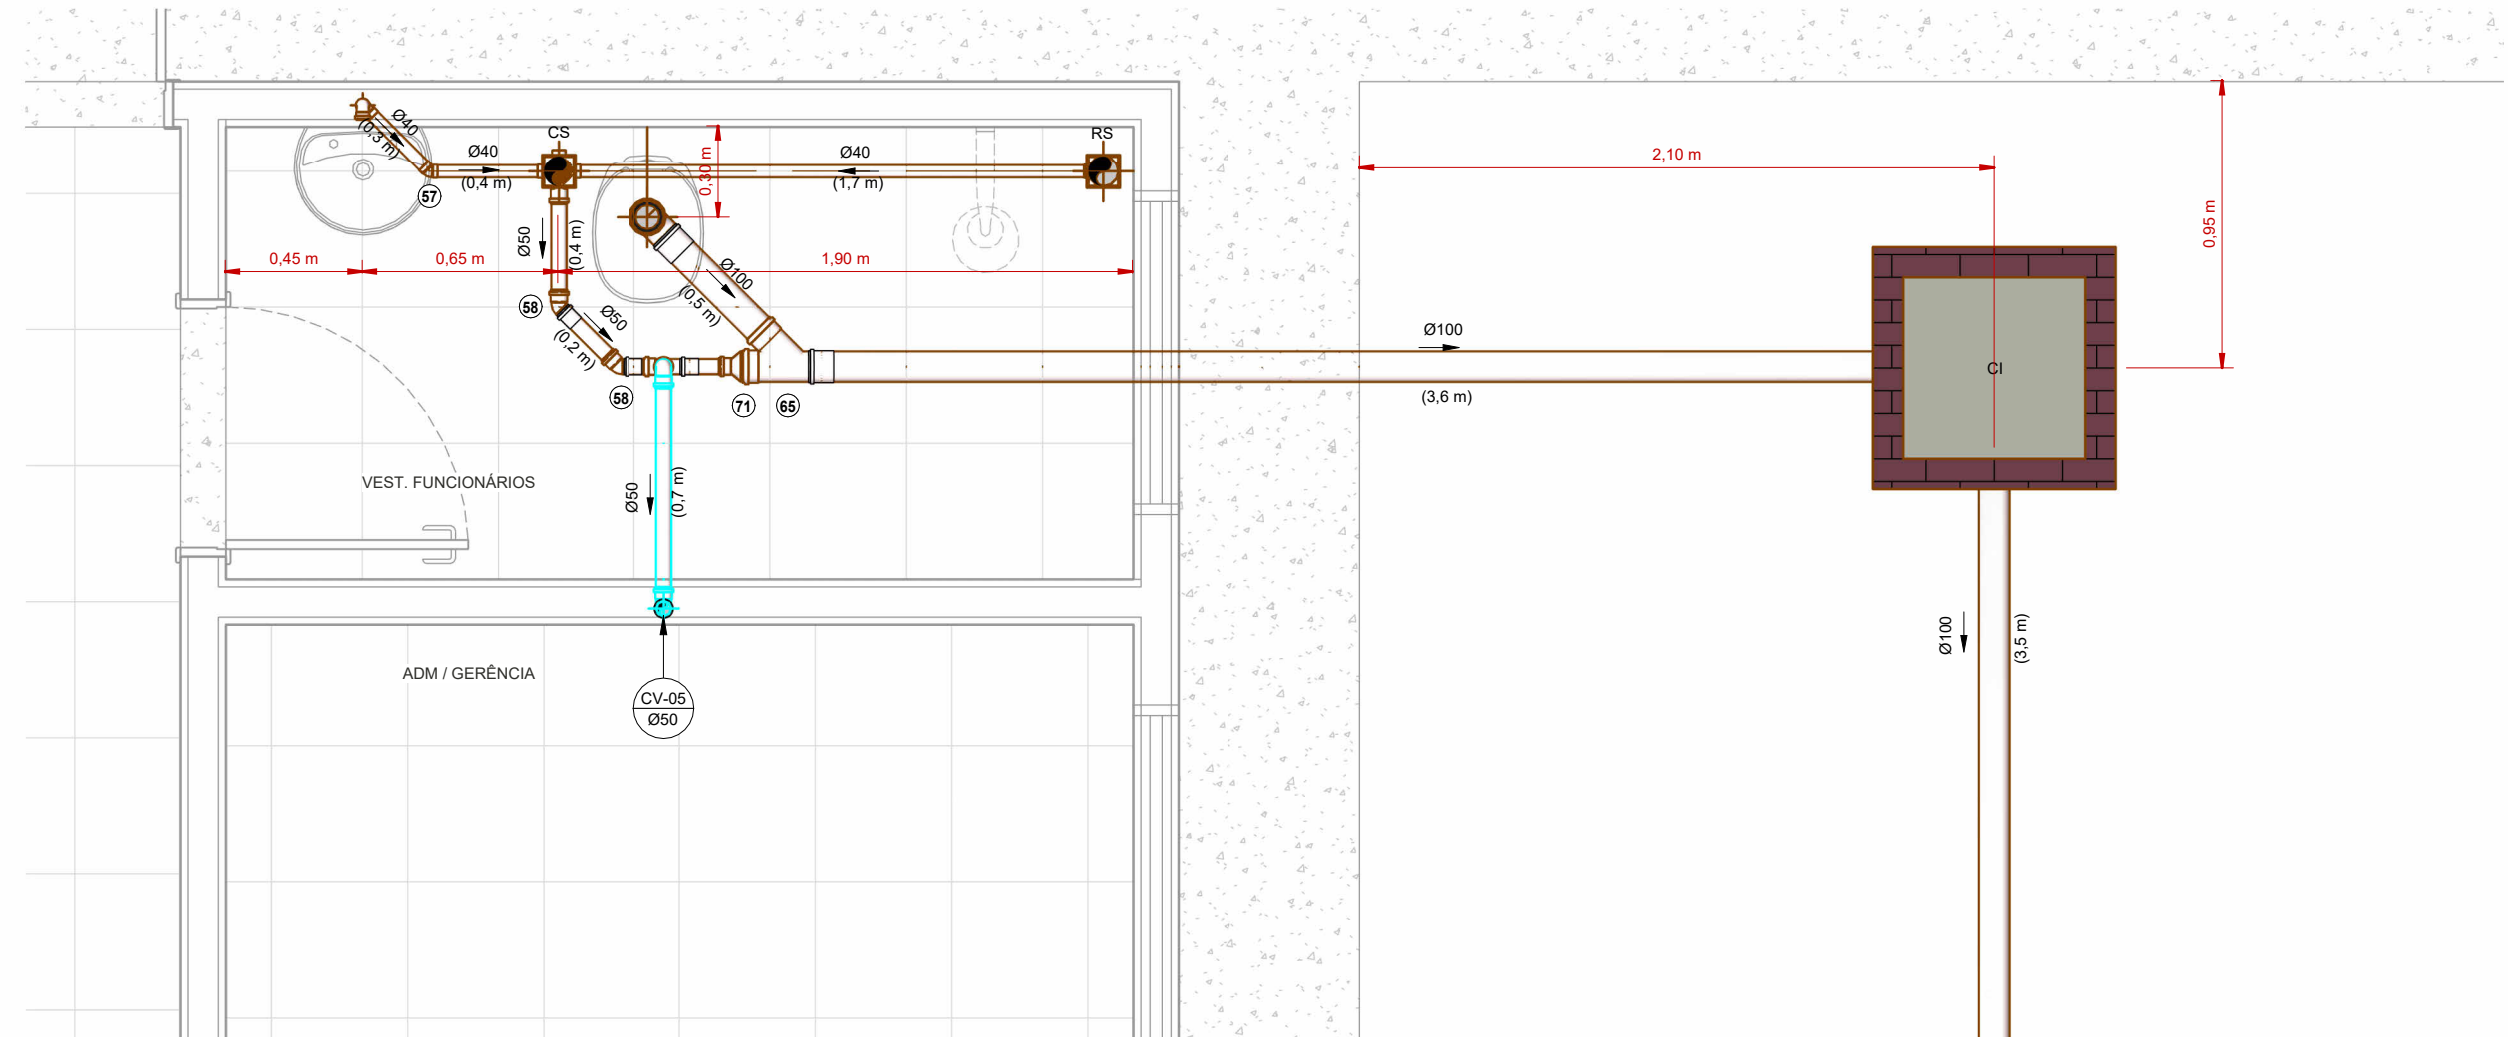 Ø40
(0,3 m)
CS
RS
Ø40
(0,4 m)
Ø40
(1,7 m)
0,30 m
2,10 m
0,95 m
57
Ø50
(0,4 m)
0,45 m
0,65 m
1,90 m
Ø100
(0,5 m)
58
Ø50
(0,2 m)
Ø100
(3,6 m)
CI
58
71
65
VEST. FUNCIONÁRIOS
Ø50
(0,7 m)
ADM / GERÊNCIA
CV-05
Ø50
Ø100
(3,5 m)